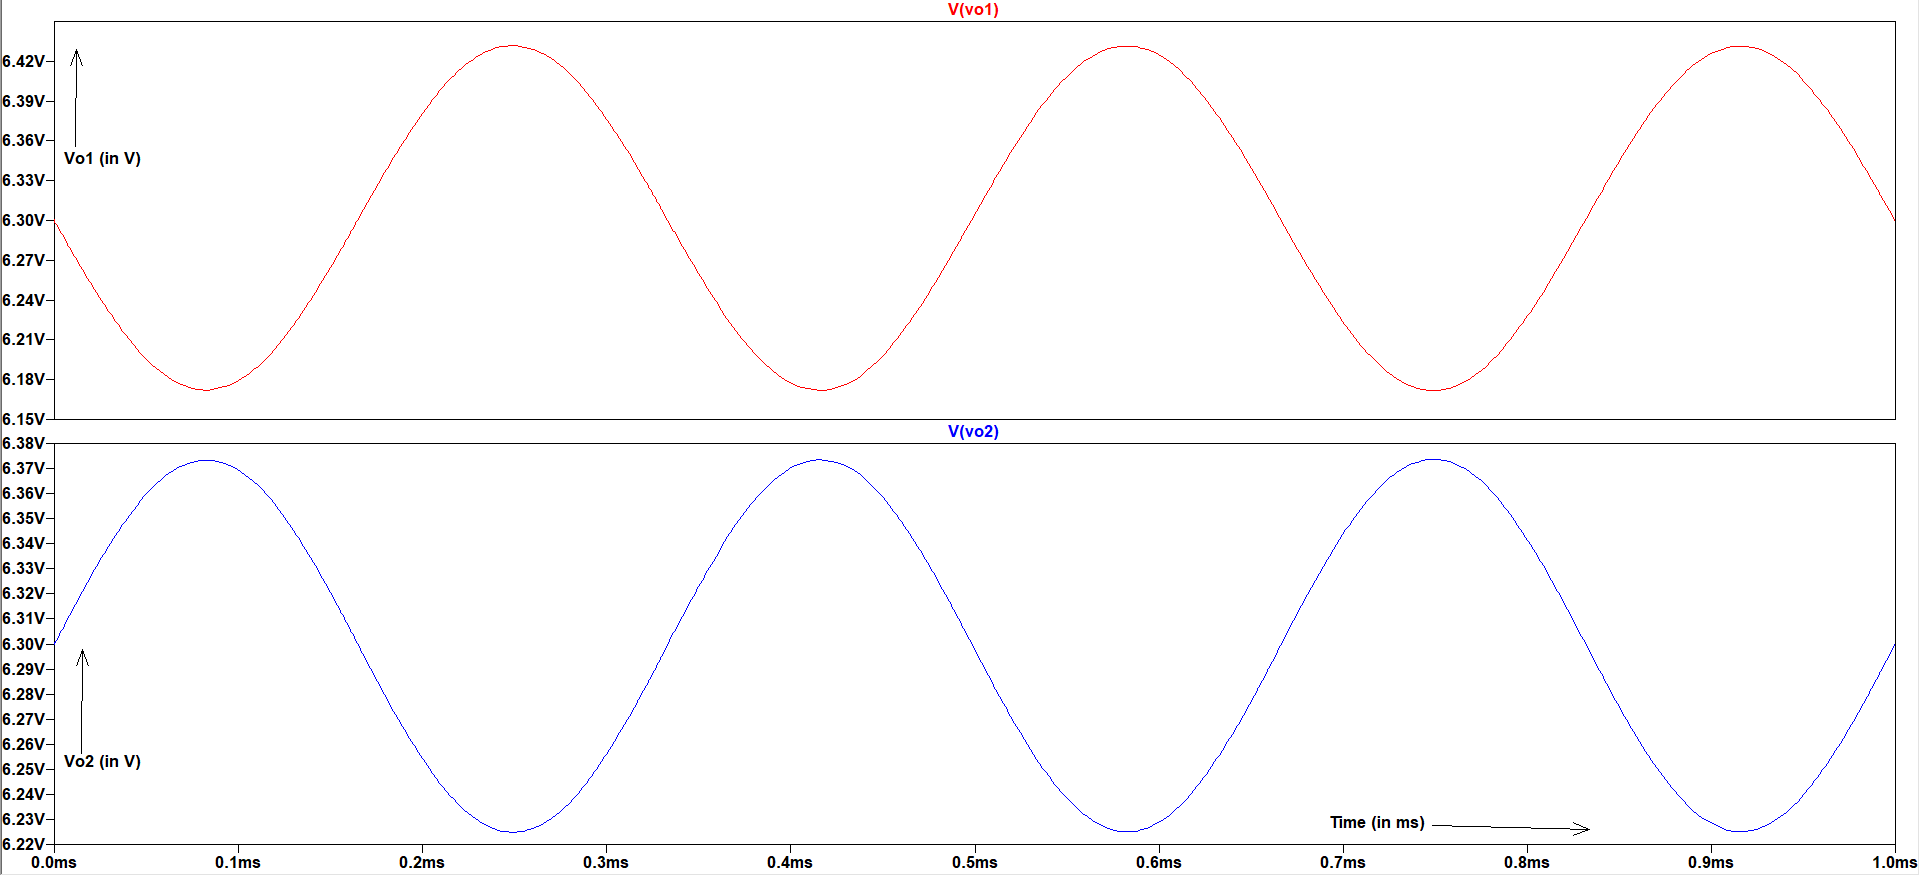 V(vo1)
6.42V
6.39V
6.36V
Vo1 (in V)
6.33V
6.30V
6.27V
6.24V
6.21V
6.18V
6.15V
V(vo2)
6.38V
6.37V
6.36V
6.35V
6.34V
6.33V
6.32V
6.31V
6.30V
6.29V
6.28V
6.27V
6.26V
Vo2 (in V)
6.25V
6.24V
6.23V
Time (in ms)
6.22V
0.0ms 0.1ms 0.2ms 0.3ms 0.4ms 0.5ms 0.6ms 0.7ms 0.8ms 0.9ms 1.0ms